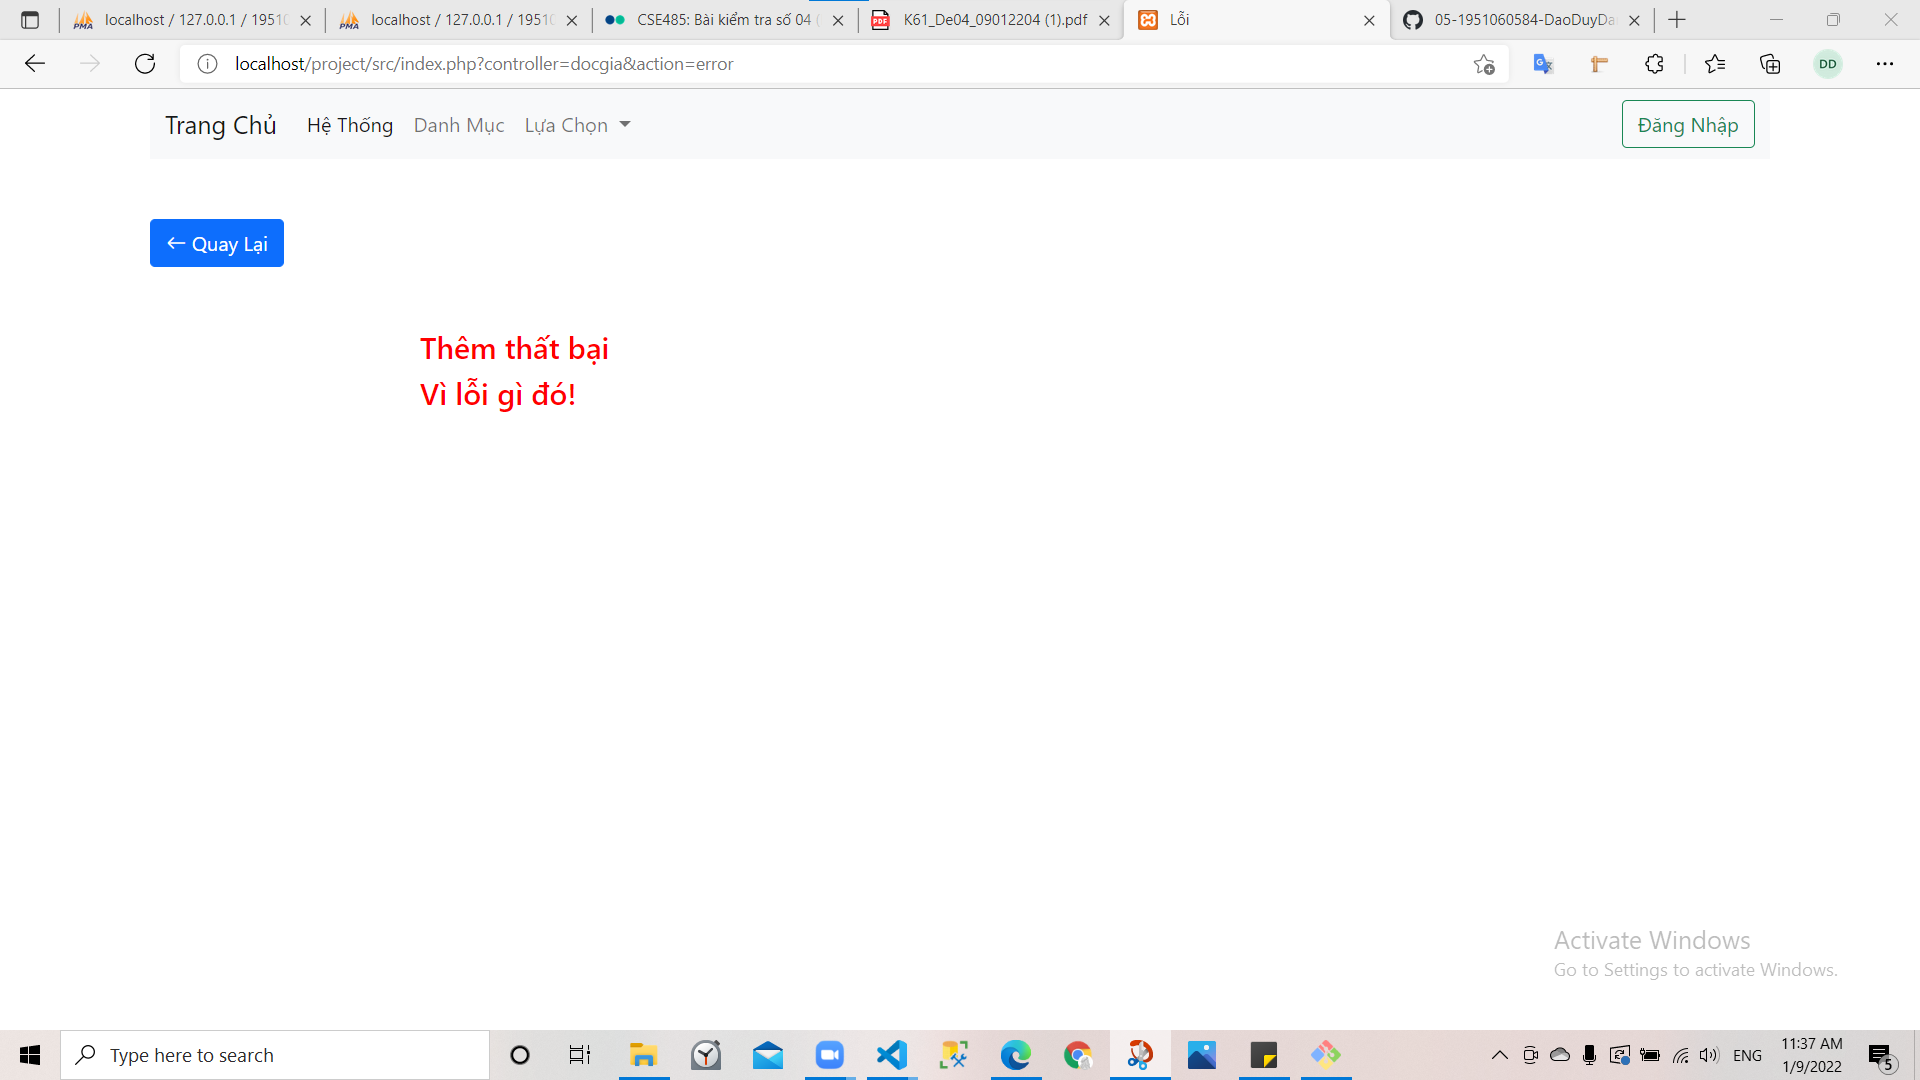 localhost / 127.0.0.1 / 1951
localhost / 127.0.0.1 / 1951
CSE485: Bài kiểm tra số 04 (
K61_De04_09012204 (1).pdf
Lỗi
05-1951060584-DaoDuyDa
localhost/project/src/index.php?controller=docgia&action=error
DD
Trang Chủ
Hệ Thống
Danh Mục
Lựa Chọn
Đăng Nhập
← Quay Lại
Thêm thất bại
Vì lỗi gì đó!
Activate Windows
Go to Settings to activate Windows.
Type here to search
ENG
11:37 AM
1/9/2022
5